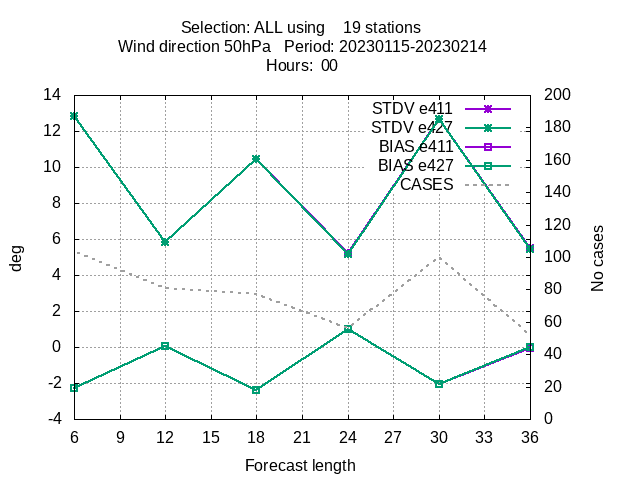 Selection: ALL using    19 stations
Wind direction 50hPa   Period: 20230115-20230214
Hours:  00
STDV e411
STDV e427
BIAS e411
BIAS e427
CASES
14
12
10
8
6
4
2
0
-2
-4
200
180
160
140
120
100
80
60
40
20
0
deg
No cases
6 9 12 15 18 21 24 27 30 33 36
Forecast length